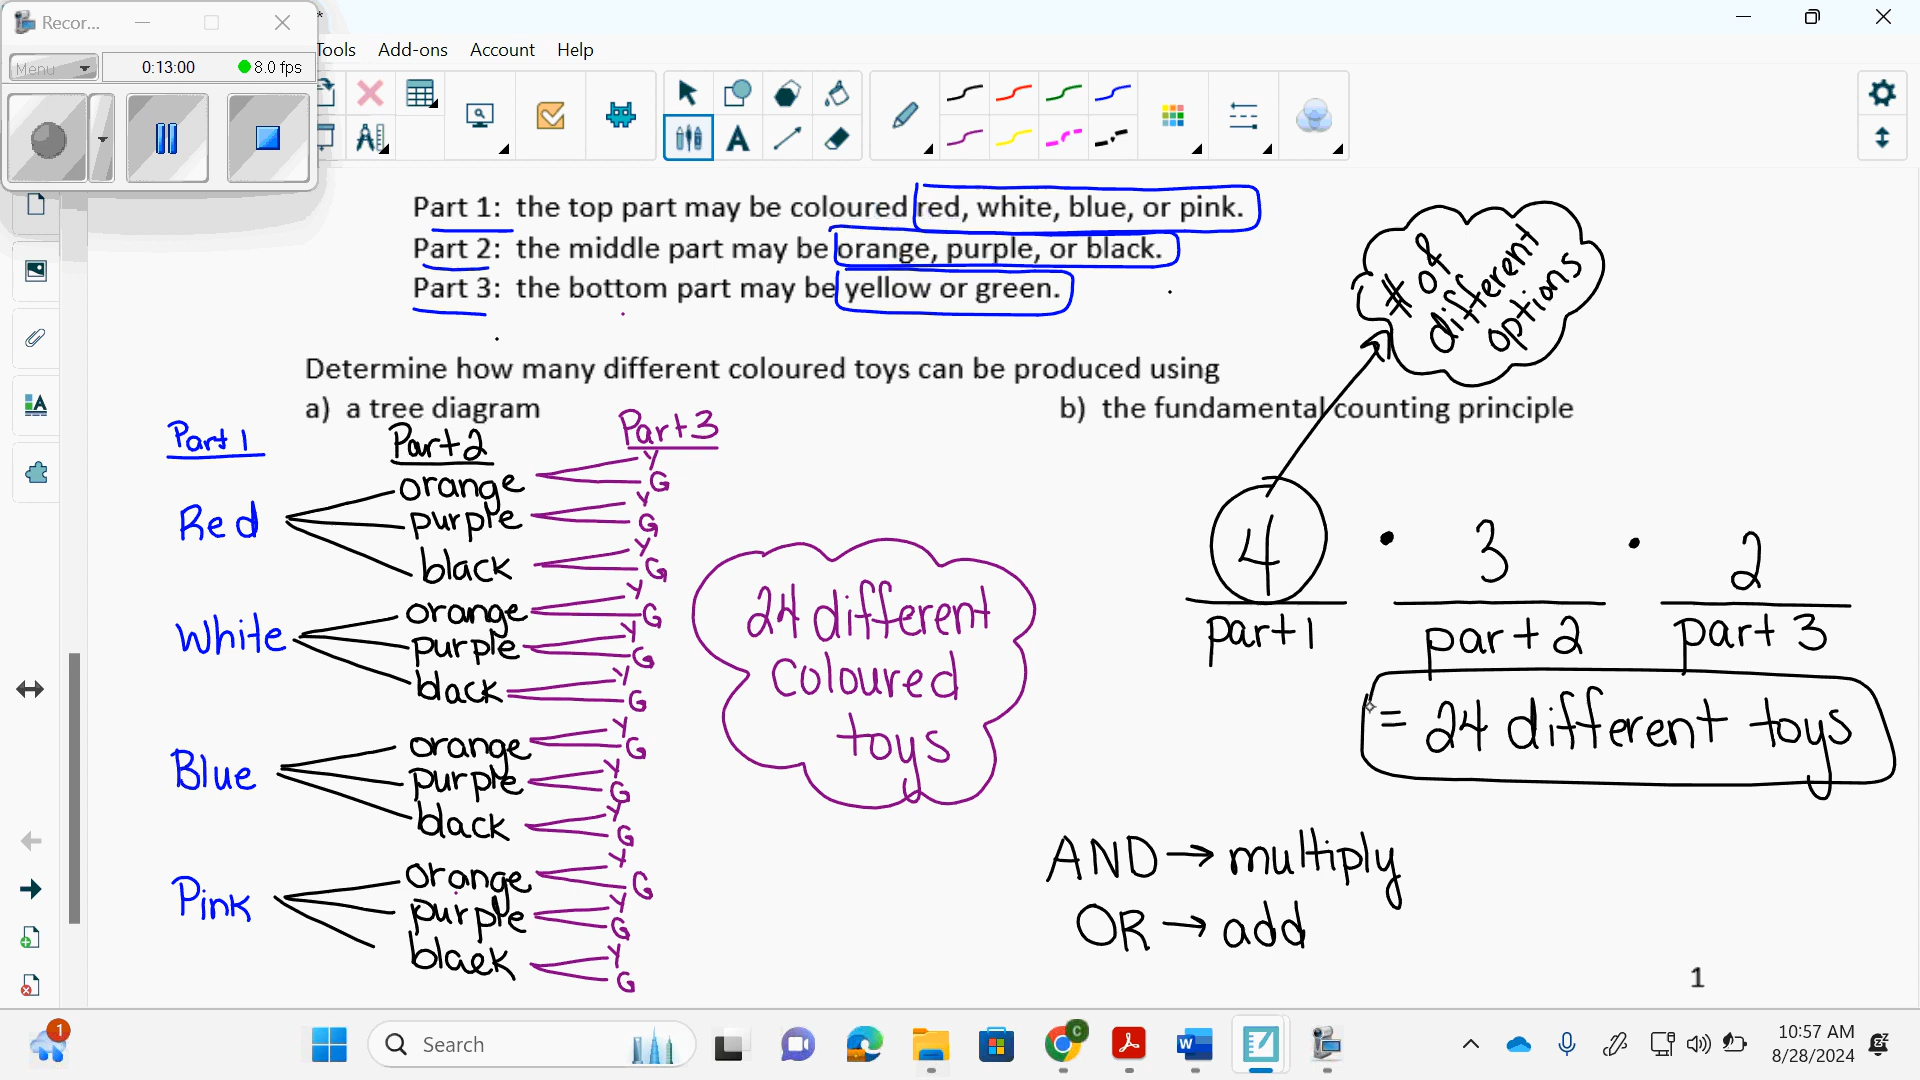 Recor...
Menu 0:13:00 8.0 fps
Tools Add-ons Account Help
Part 1: the top part may be coloured red, white, blue, or pink.
Part 2: the middle part may be orange, purple, or black.
Part 3: the bottom part may be yellow or green.
# of
different
options
Determine how many different coloured toys can be produced using
a) a tree diagram
b) the fundamental counting principle
Part 1 Part 2 Part 3
Red
orange Y
G
purple Y
G
black Y
G
White
orange Y
G
purple Y
G
black Y
G
Blue
orange Y
G
purple Y
G
black Y
G
Pink
orange Y
G
purple Y
G
black Y
G
24 different
coloured
toys
4 · 3 · 2
part 1 part 2 part 3
= 24 different toys
AND → multiply
OR → add
1
1
Search
C
10:57 AM
8/28/2024